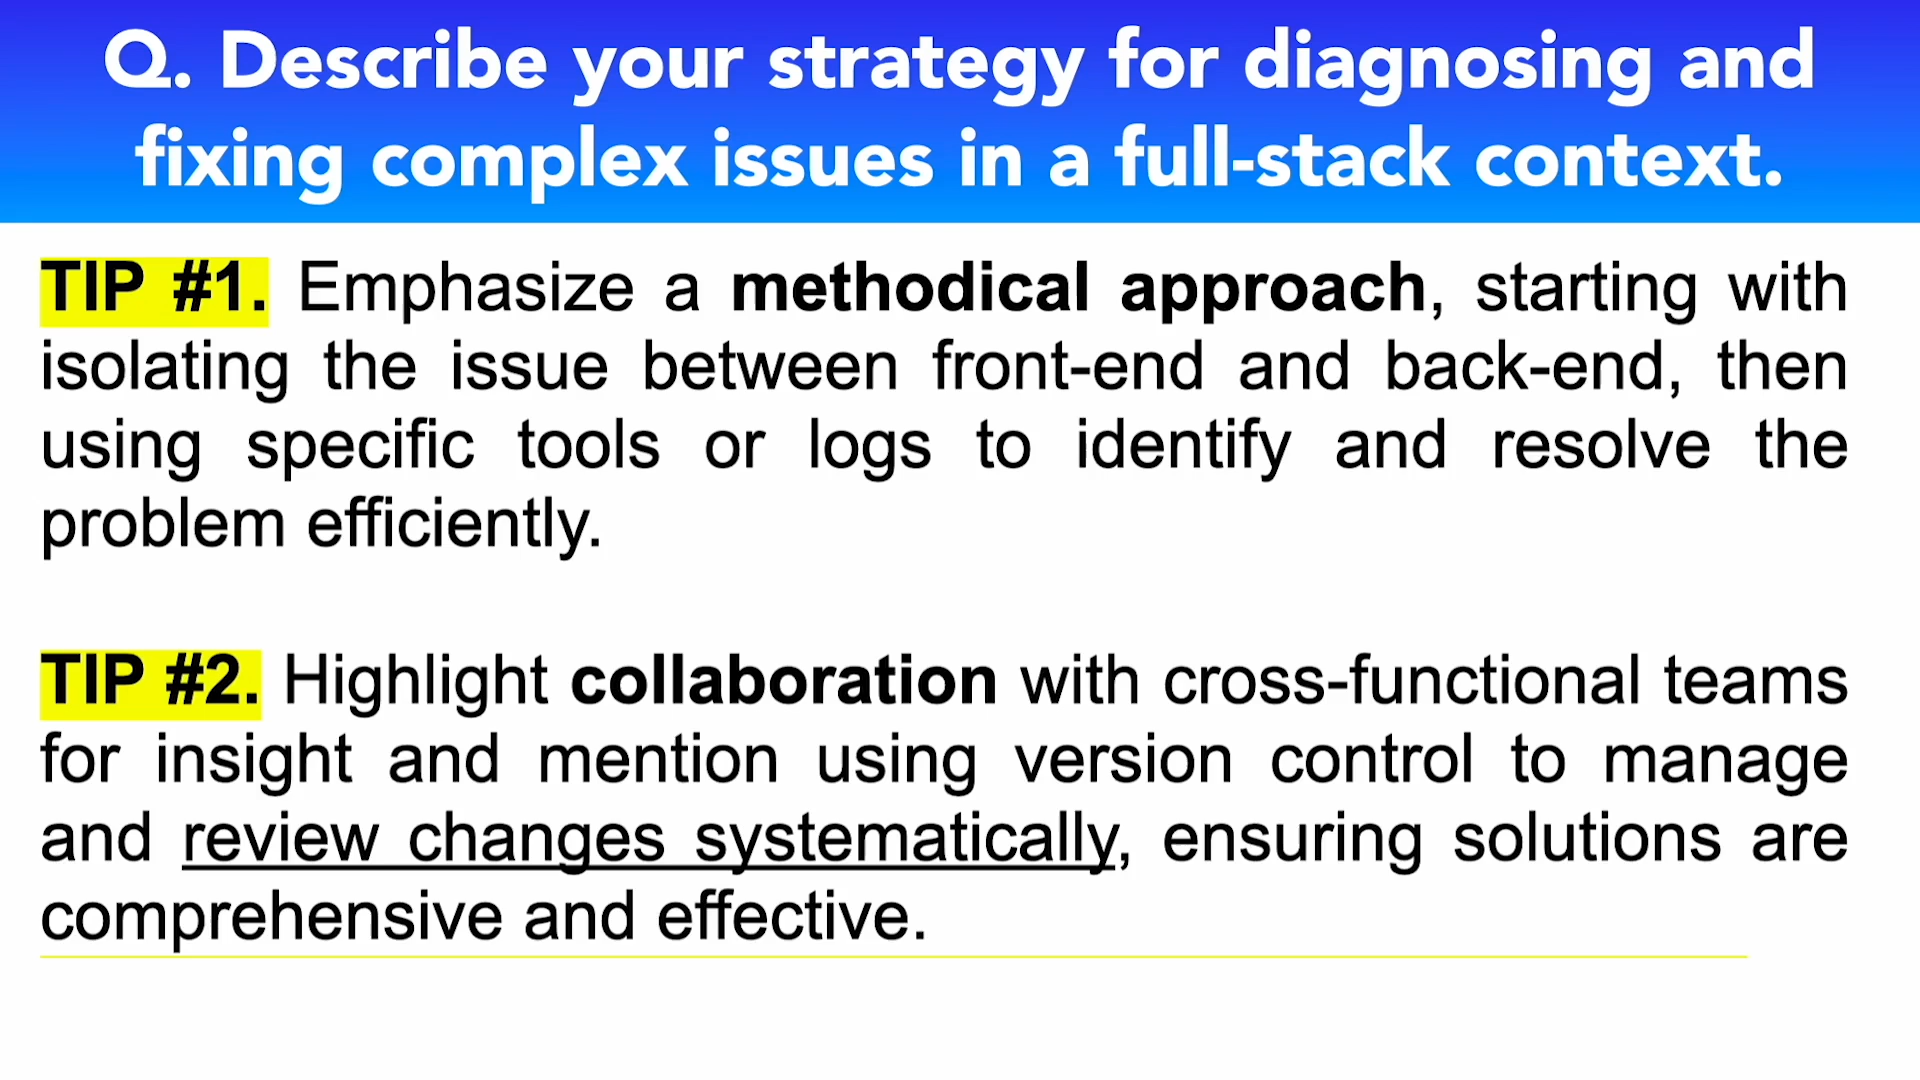 Q. Describe your strategy for diagnosing and
fixing complex issues in a full-stack context.
TIP #1. Emphasize a methodical approach, starting with
isolating the issue between front-end and back-end, then
using specific tools or logs to identify and resolve the
problem efficiently.
TIP #2. Highlight collaboration with cross-functional teams
for insight and mention using version control to manage
and review changes systematically, ensuring solutions are
comprehensive and effective.